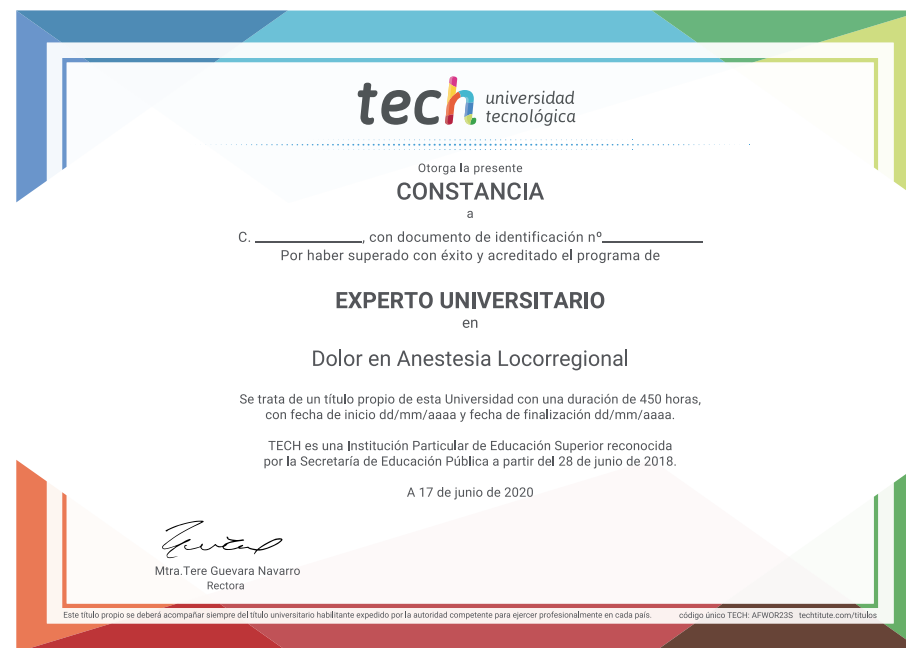 tech universidad
tecnológica
Otorga la presente
CONSTANCIA
a
C. ____________, con documento de identificación nº____________
Por haber superado con éxito y acreditado el programa de
EXPERTO UNIVERSITARIO
en
Dolor en Anestesia Locorregional
Se trata de un título propio de esta Universidad con una duración de 450 horas,
con fecha de inicio dd/mm/aaaa y fecha de finalización dd/mm/aaaa.
TECH es una Institución Particular de Educación Superior reconocida
por la Secretaría de Educación Pública a partir del 28 de junio de 2018.
A 17 de junio de 2020
Mtra.Tere Guevara Navarro
Rectora
Este título propio se deberá acompañar siempre del título universitario habilitante expedido por la autoridad competente para ejercer profesionalmente en cada país. código único TECH: AFWOR23S techtitute.com/titulos